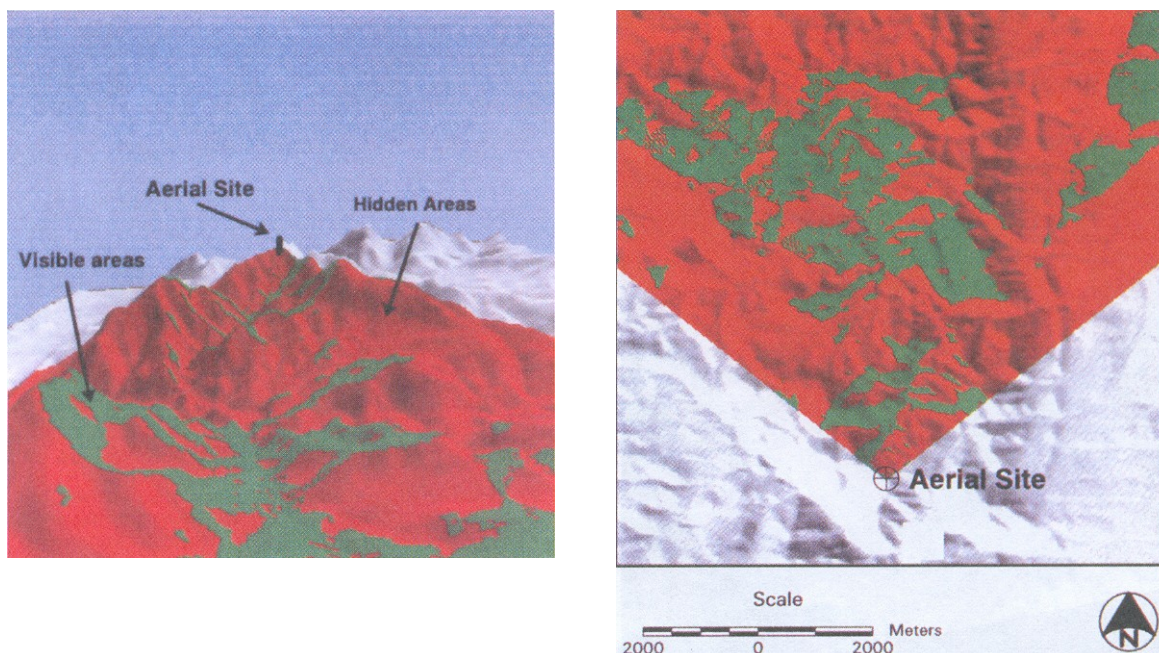 Aerial Site
Hidden Areas
Visible areas
Aerial Site
Scale
Meters
2000 0 2000
N